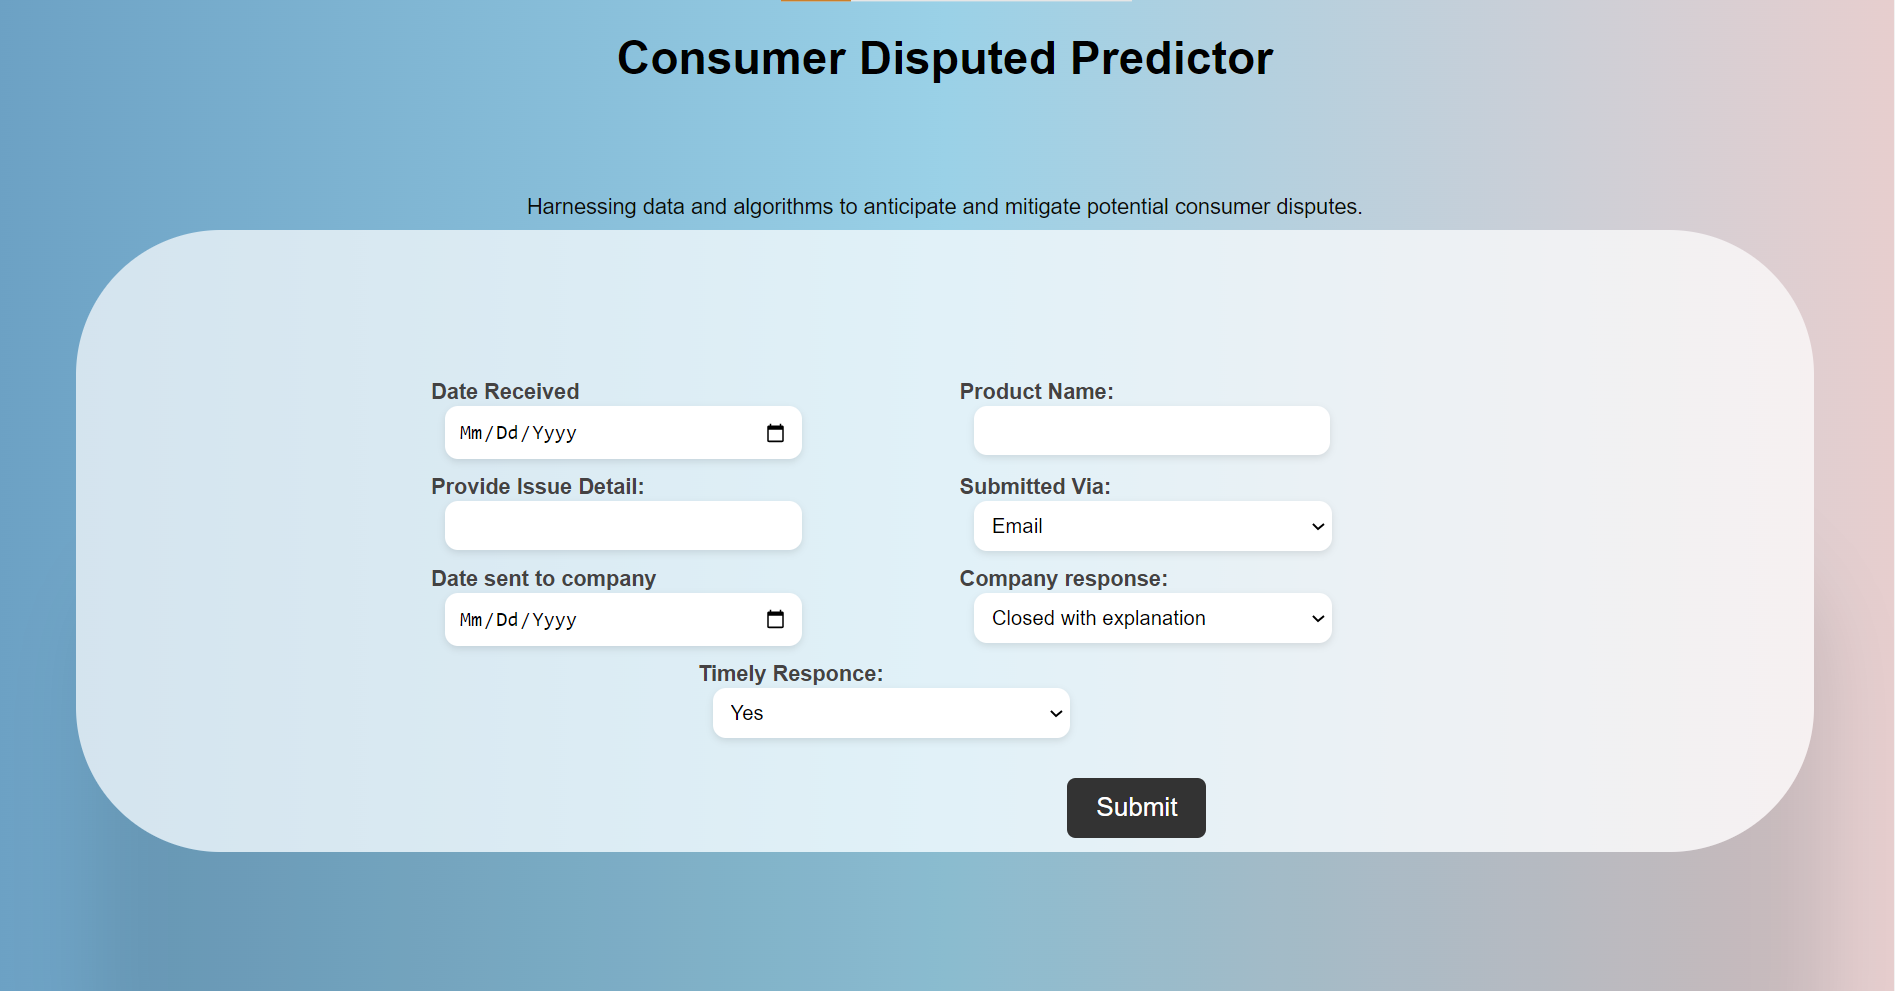 Consumer Disputed Predictor
Harnessing data and algorithms to anticipate and mitigate potential consumer disputes.
Date Received
Mm/Dd/Yyyy
Product Name:
Provide Issue Detail:
Submitted Via:
Email
Date sent to company
Mm/Dd/Yyyy
Company response:
Closed with explanation
Timely Responce:
Yes
Submit